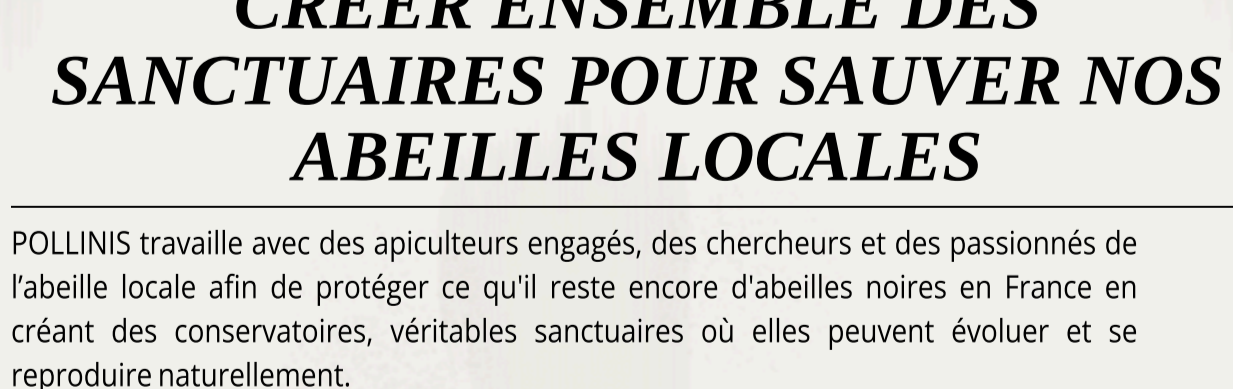 CRÉER ENSEMBLE DES
SANCTUAIRES POUR SAUVER NOS
ABEILLES LOCALES
POLLINIS travaille avec des apiculteurs engagés, des chercheurs et des passionnés de
l’abeille locale afin de protéger ce qu'il reste encore d'abeilles noires en France en
créant des conservatoires, véritables sanctuaires où elles peuvent évoluer et se
reproduire naturellement.